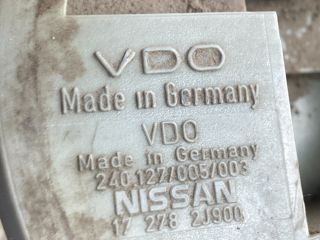 VDO
Made in Germany
VDO
Made in Germany
240.127/005/003
NISSAN
17 278 2J900